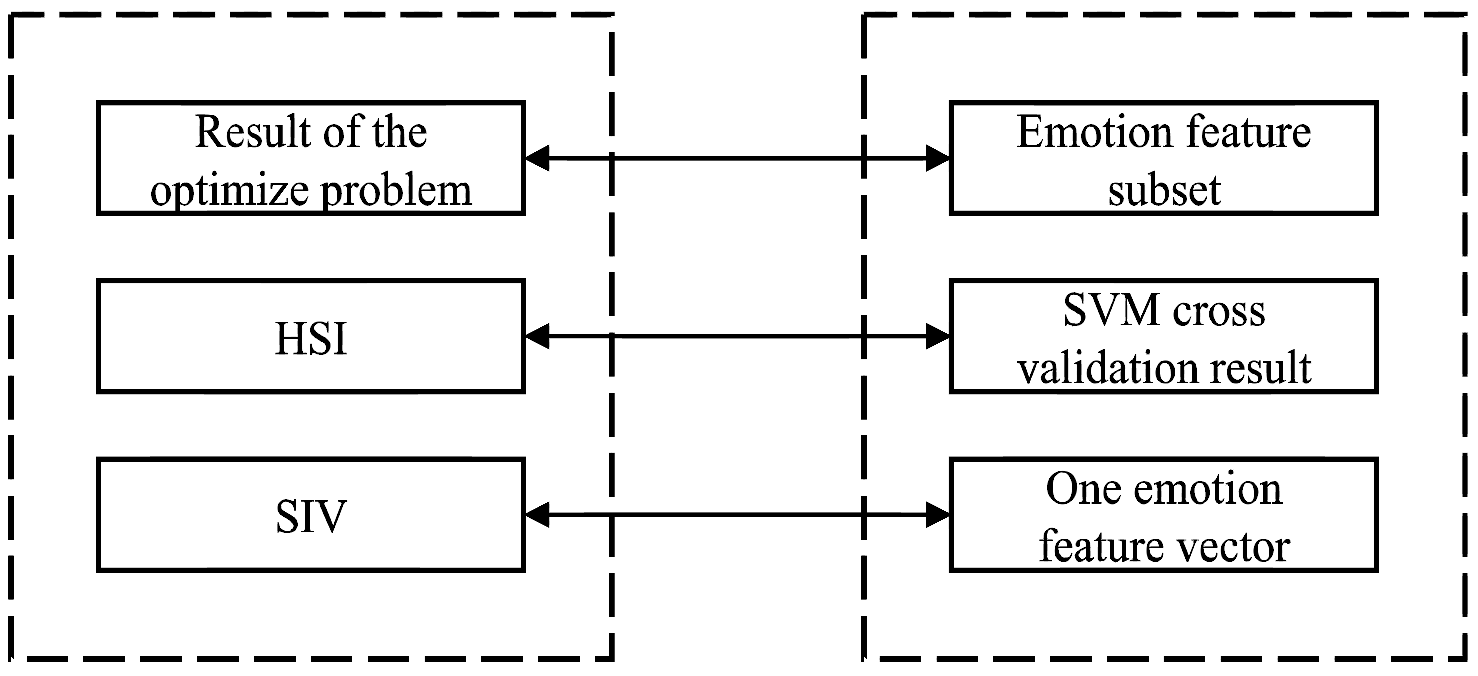 Result of the
optimize problem
Emotion feature
subset
HSI
SVM cross
validation result
SIV
One emotion
feature vector